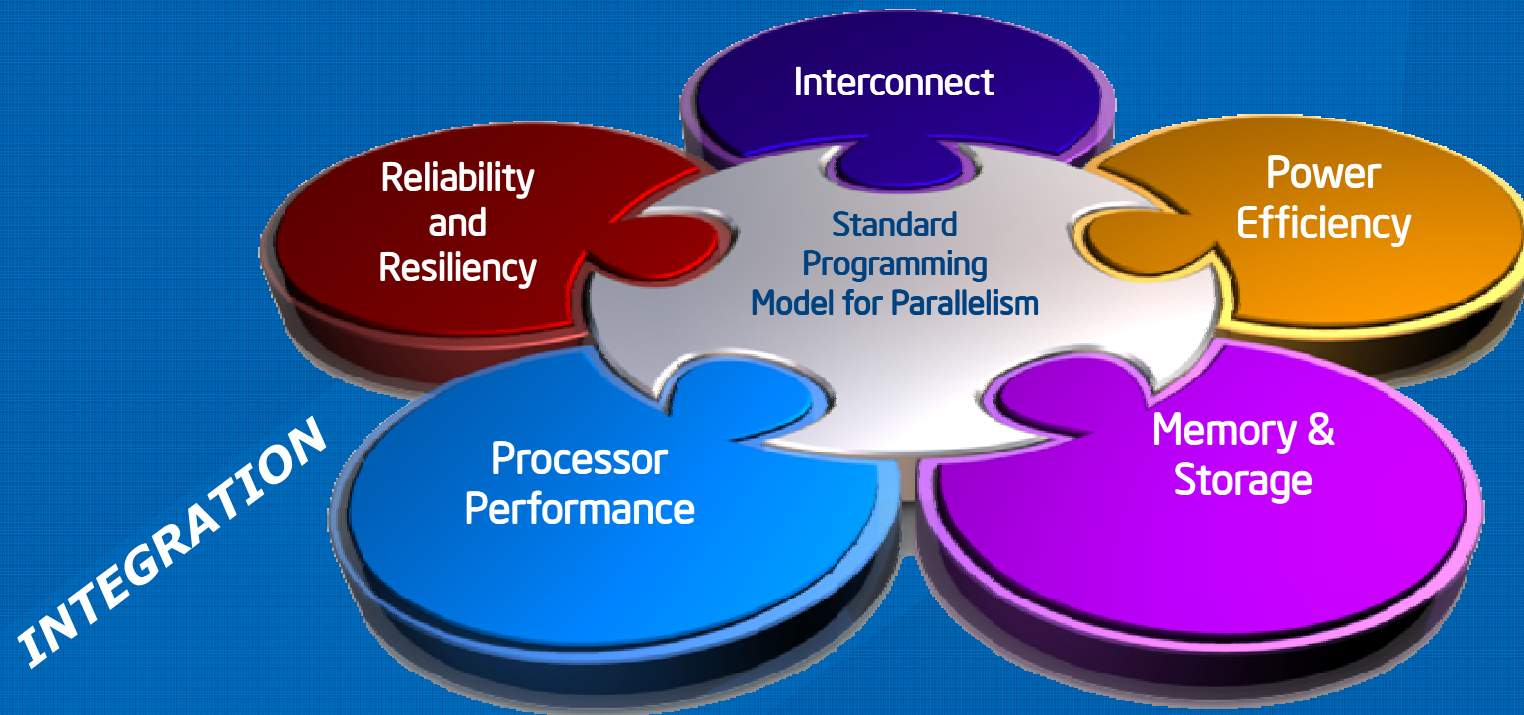 Interconnect
Reliability
and
Resiliency
Power
Efficiency
Standard
Programming
Model for Parallelism
Processor
Performance
Memory &
Storage
INTEGRATION